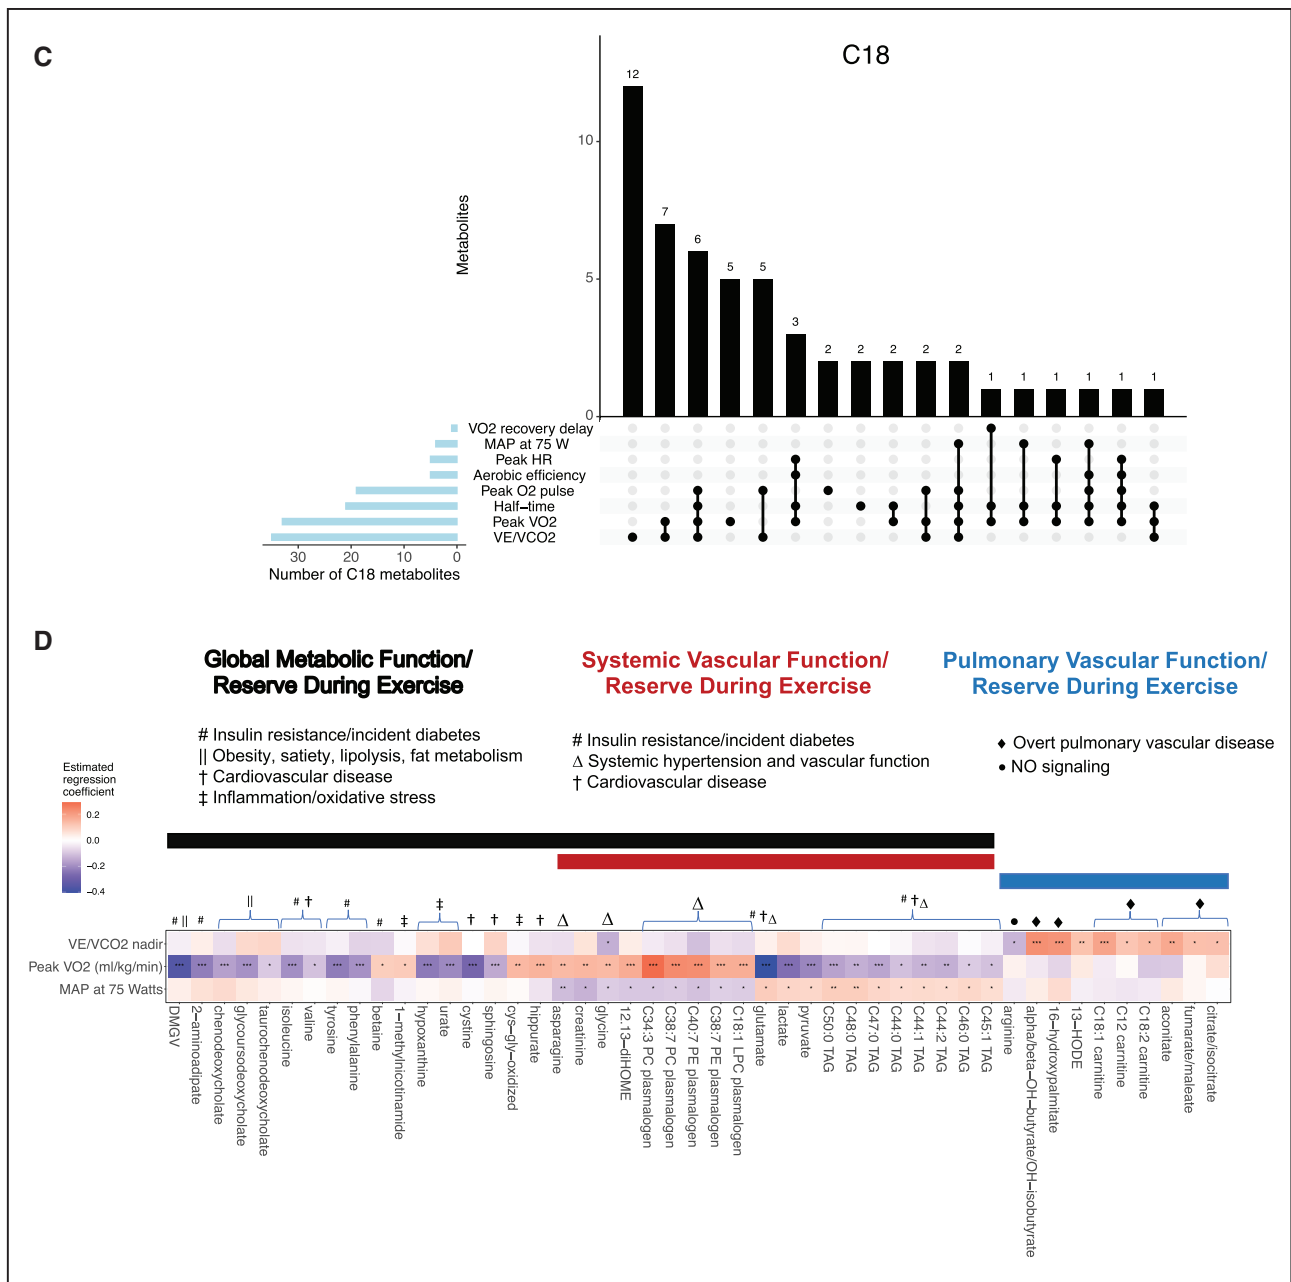 C
C18
Metabolites
10
5
0
12
7
6
5
5
3
2
2
2
2
2
1
1
1
1
1
1
VO2 recovery delay
MAP at 75 W
Peak HR
Aerobic efficiency
Peak O2 pulse
Half−time
Peak VO2
VE/VCO2
30
20
10
0
Number of C18 metabolites
D
Global Metabolic Function/
Reserve During Exercise
# Insulin resistance/incident diabetes
|| Obesity, satiety, lipolysis, fat metabolism
† Cardiovascular disease
‡ Inflammation/oxidative stress
Systemic Vascular Function/
Reserve During Exercise
# Insulin resistance/incident diabetes
Δ Systemic hypertension and vascular function
† Cardiovascular disease
Pulmonary Vascular Function/
Reserve During Exercise
♦ Overt pulmonary vascular disease
● NO signaling
Estimated
regression
coefficient
0.2
0.0
−0.2
−0.4
# ||
#
||
# †
#
#
‡
‡
†
†
‡
†
Δ
Δ
Δ
# †Δ
# †Δ
●
♦
♦
♦
♦
VE/VCO2 nadir
Peak VO2 (ml/kg/min)
MAP at 75 Watts
DMGV
2−aminoadipate
chenodeoxycholate
glycoursodeoxycholate
taurochenodeoxycholate
isoleucine
valine
tyrosine
phenylalanine
betaine
1−methylnicotinamide
hypoxanthine
urate
cystine
sphingosine
cys−gly−oxidized
hippurate
asparagine
creatinine
glycine
12.13−diHOME
C34:3 PC plasmalogen
C38:7 PC plasmalogen
C40:7 PE plasmalogen
C38:7 PE plasmalogen
C18:1 LPC plasmalogen
glutamate
lactate
pyruvate
C50:0 TAG
C48:0 TAG
C47:0 TAG
C44:0 TAG
C44:1 TAG
C44:2 TAG
C46:0 TAG
C45:1 TAG
arginine
alpha/beta−OH−butyrate/OH−isobutyrate
16−hydroxypalmitate
13−HODE
C18:1 carnitine
C12 carnitine
C18:2 carnitine
aconitate
fumarate/maleate
citrate/isocitrate